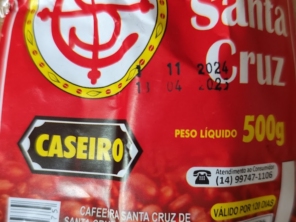 Santa
Cruz
11 2024
11 04 2025
CASEIRO
PESO LÍQUIDO 500g
Atendimento ao Consumidor
(14) 99747-1106
VÁLIDO POR 120 DIAS
CAFEEIRA SANTA CRUZ DE